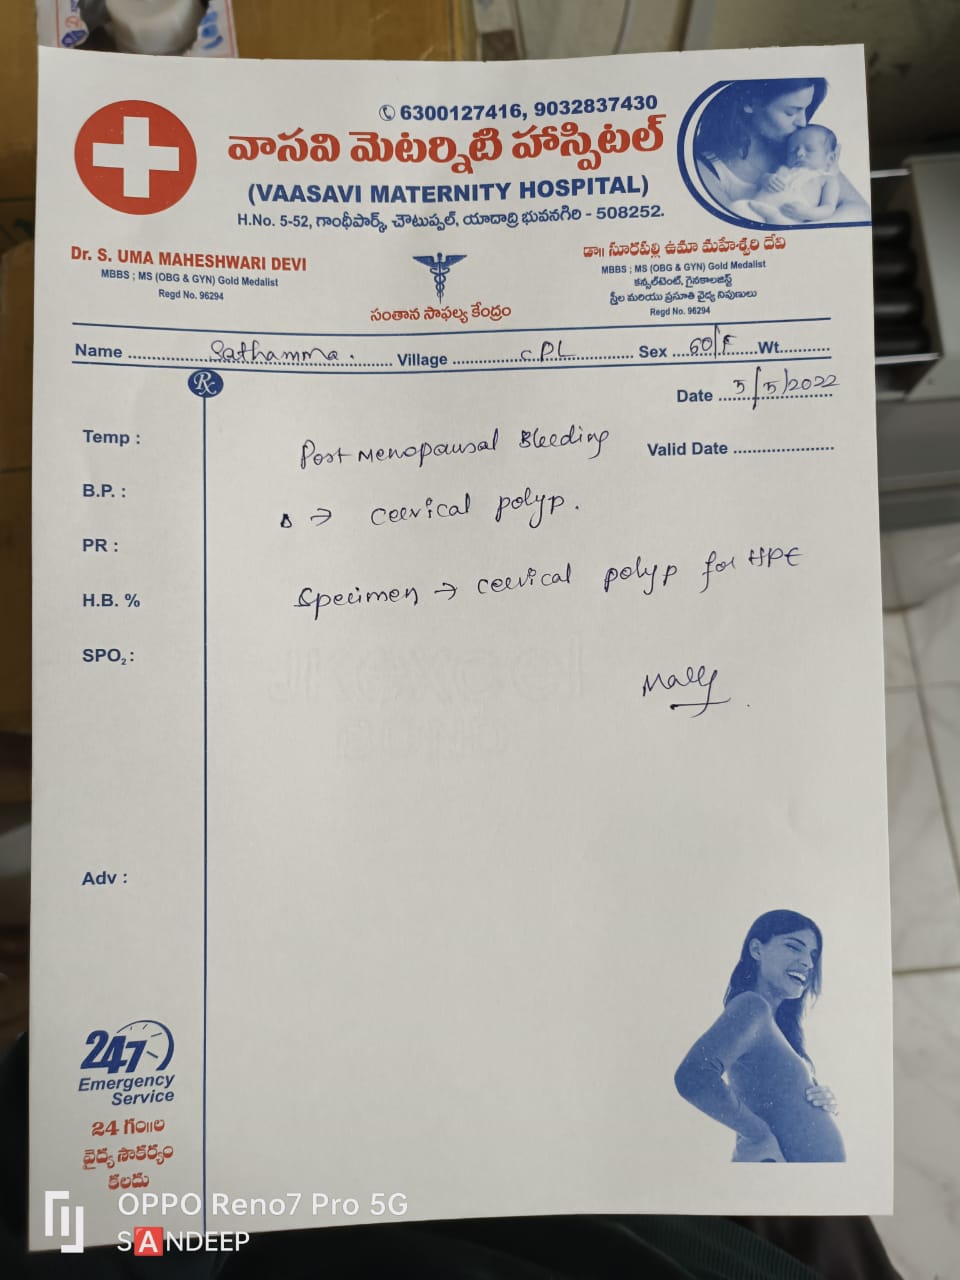 6300127416, 9032837430
వాసవి మెటర్నిటి హాస్పిటల్
(VAASAVI MATERNITY HOSPITAL)
H.No. 5-52, గాంధీపార్క్, చౌటుప్పల్, యాదాద్రి భువనగిరి - 508252.
Dr. S. UMA MAHESHWARI DEVI
MBBS ; MS (OBG & GYN) Gold Medalist
Regd No. 96294
సంతాన సాఫల్య కేంద్రం
డా॥ సూరపల్లి ఉమా మహేశ్వరి దేవి
MBBS ; MS (OBG & GYN) Gold Medalist
కన్సల్టెంట్, గైనకాలజిస్ట్
స్త్రీల మరియు ప్రసూతి వైద్య నిపుణులు
Regd No. 96294
Name Sathamma. Village CPL Sex 60/F Wt.
Rx
Date 5/5/2022
Temp :
Post Menopausal Bleeding
Valid Date
B.P. :
Δ → cervical polyp.
PR :
Specimen → cervical polyp for HPE
H.B. %
SPO2 :
Adv :
247
Emergency
Service
24 గం॥ల
వైద్య సౌకర్యం
కలదు
OPPO Reno7 Pro 5G
SANDEEP